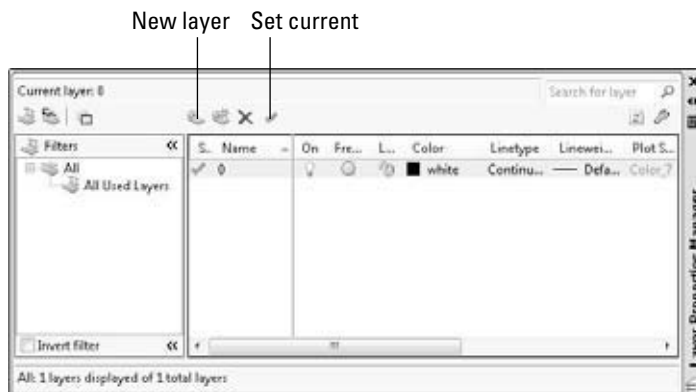 New layer Set current
Current layer: 0
Search for layer
Filters
S.. Name On Fre... L... Color Linetype Linewei... Plot S...
All
0 white Continu... Defa... Color_7
All Used Layers
Invert filter
All: 1 layers displayed of 1 total layers
Layer Properties Manager